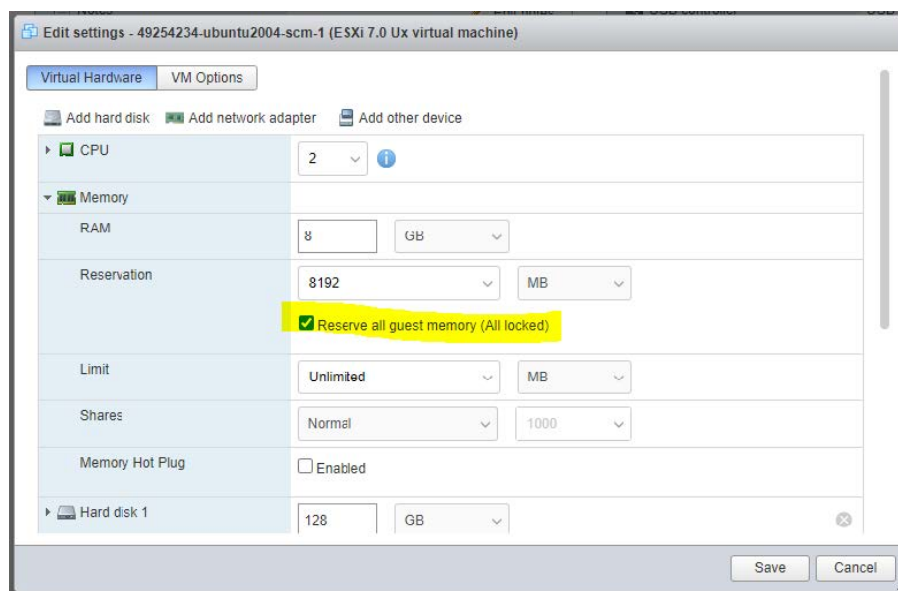 Edit settings - 49254234-ubuntu2004-scm-1 (ESXi 7.0 Ux virtual machine)
Virtual Hardware VM Options
Add hard disk Add network adapter Add other device
CPU 2
Memory
RAM 8 GB
Reservation 8192 MB
Reserve all guest memory (All locked)
Limit Unlimited MB
Shares Normal 1000
Memory Hot Plug Enabled
Hard disk 1 128 GB
Save Cancel